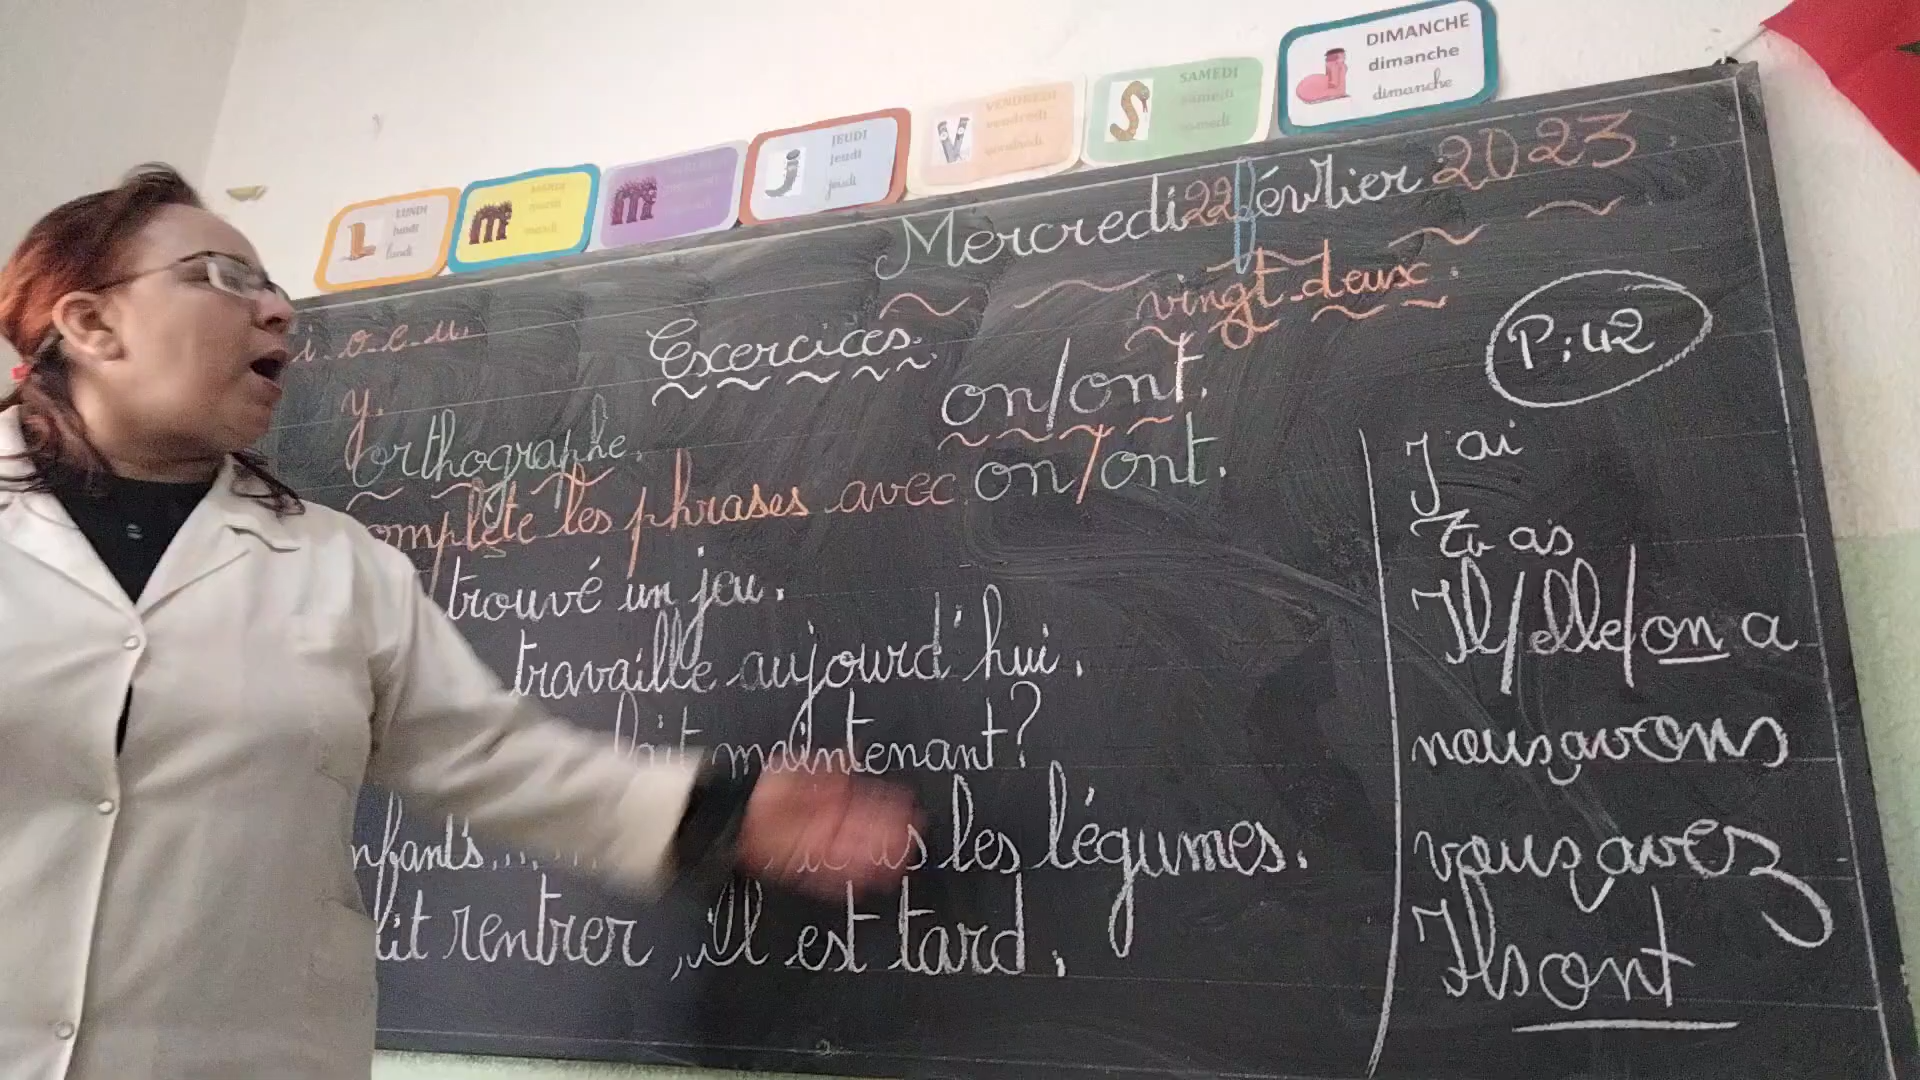 DIMANCHE
dimanche
dimanche
SAMEDI
samedi
samedi
VENDREDI
vendredi
vendredi
JEUDI
jeudi
jeudi
MARDI
mardi
mardi
LUNDI
lundi
lundi
Mercredi 22 février 2023
vingt-deux.
i.o.e.u.
y.
Exercices.
on/ont.
P:42
orthographe.
omplète les phrases avec on/ont.
trouvé un jeu.
travaille aujourd'hui.
fait maintenant?
nfants...... les légumes.
it rentrer, il est tard.
J'ai
Tu as
Il/elle/on a
nous avons
vous avez
Ils ont